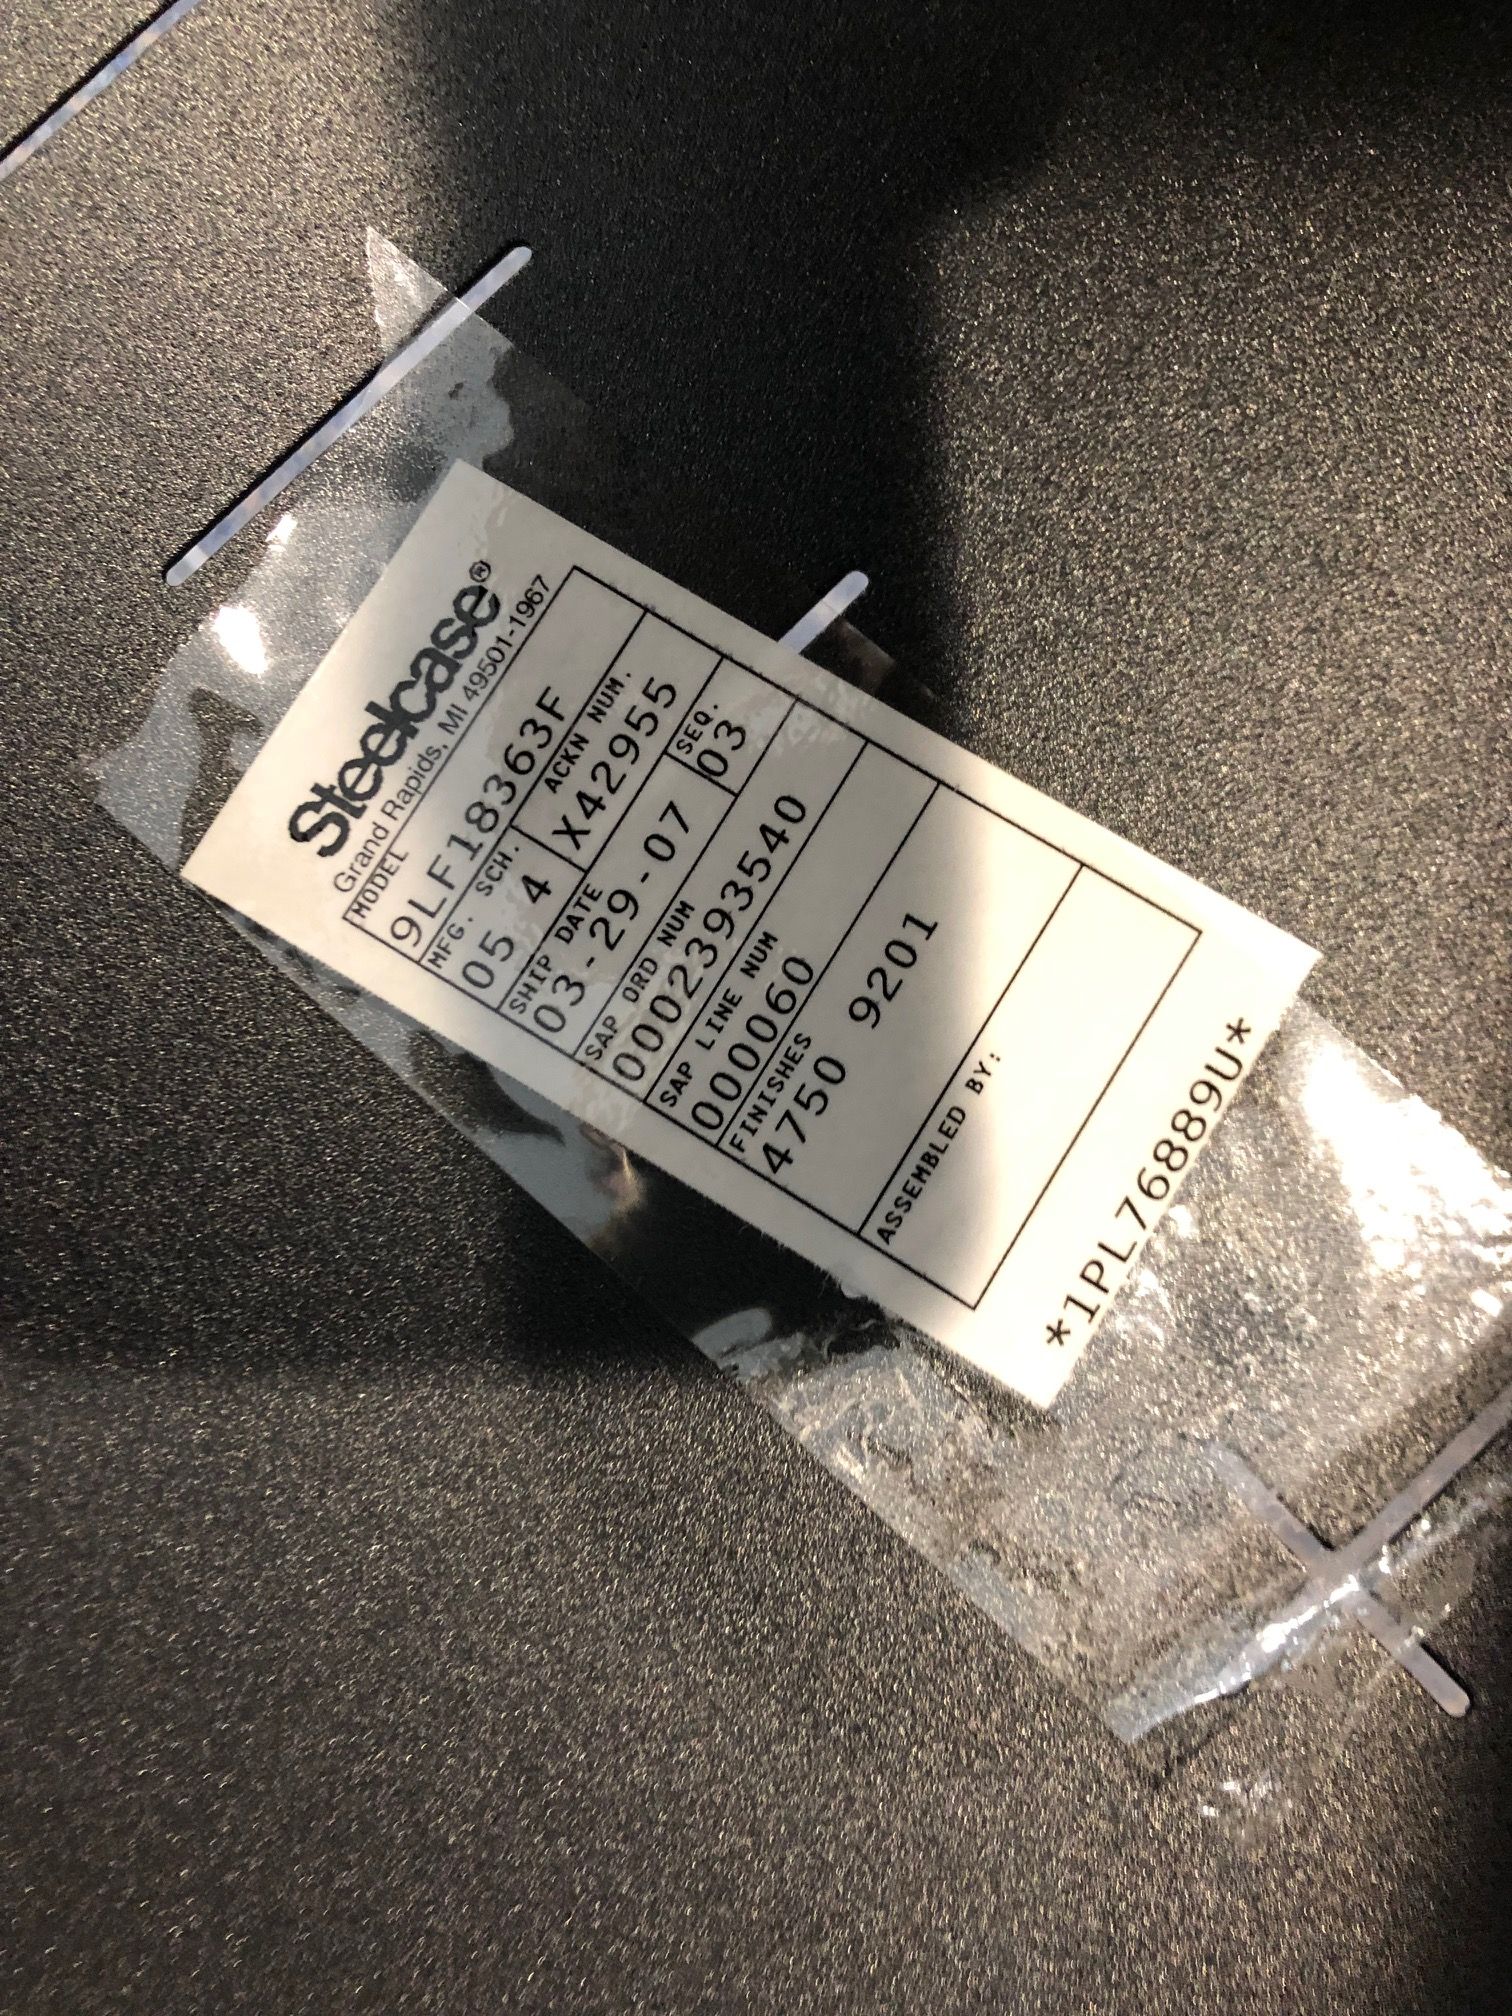 Steelcase®
Grand Rapids, MI 49501-1967
MODEL
9LF18363F
MFG. SCH. ACKN NUM.
05 4 X42955
SHIP DATE SEQ.
03-29-07 03
SAP ORD NUM
0002393540
SAP LINE NUM
000060
FINISHES
4750 9201
ASSEMBLED BY:
*1PL76889U*